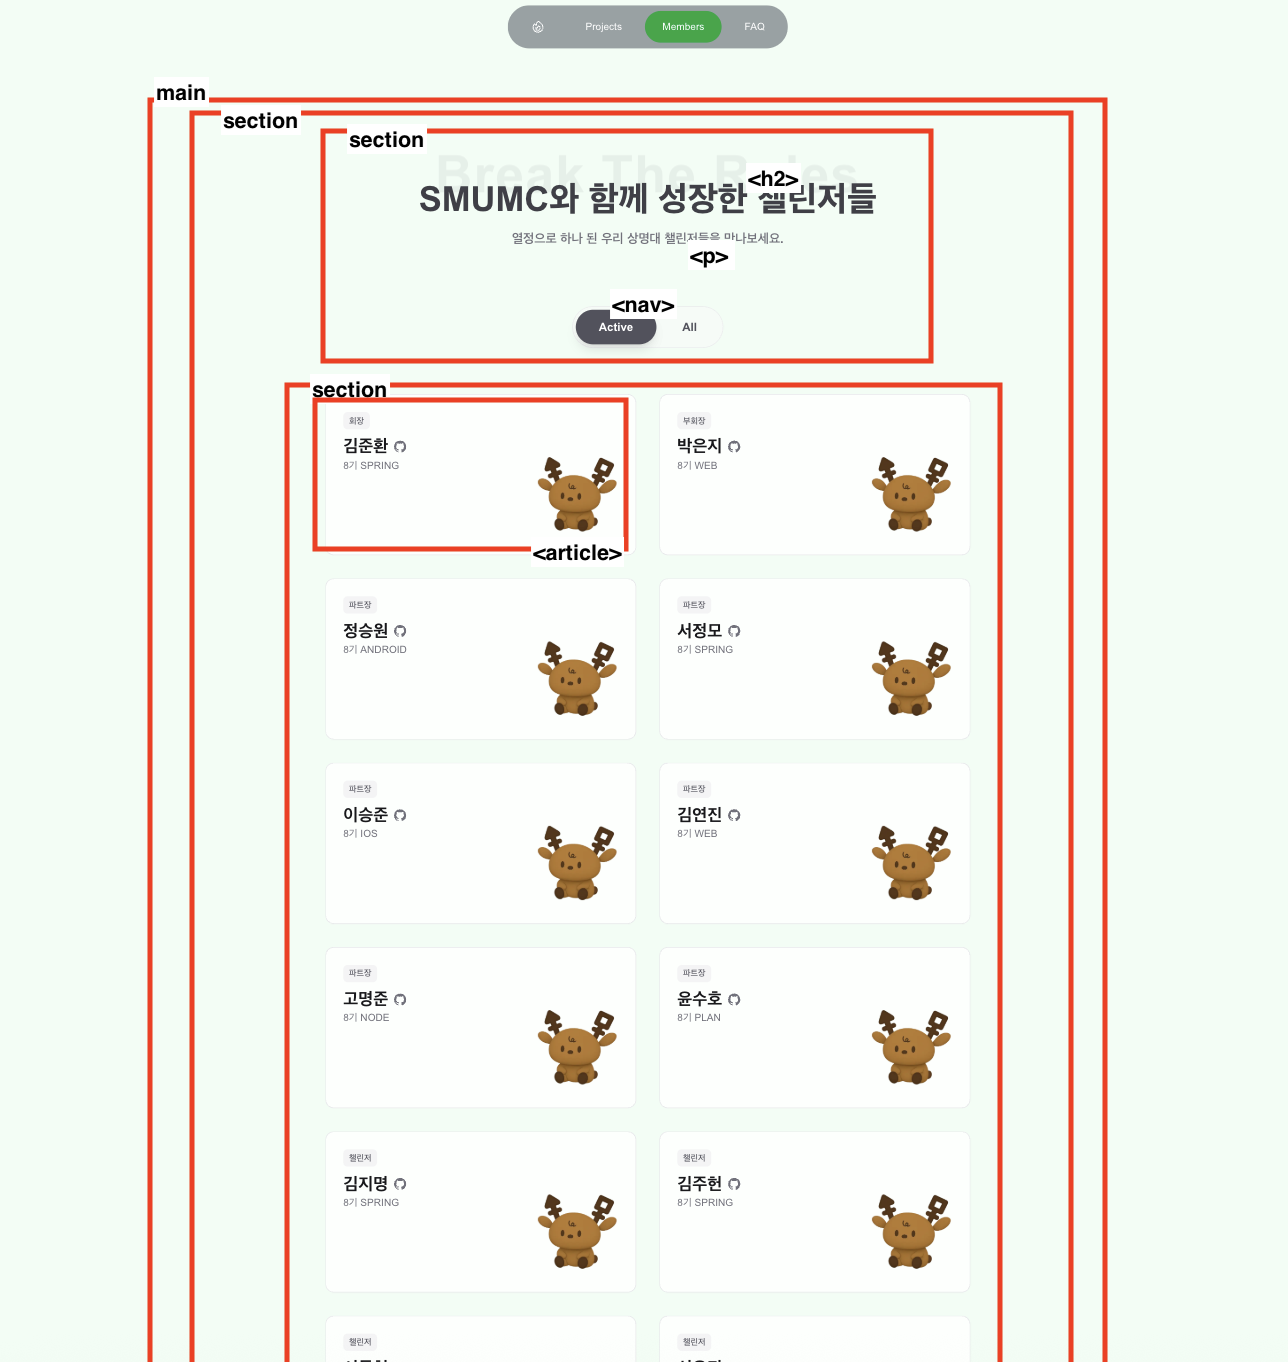 Projects Members FAQ
main
section
section
Break The Rules
<h2>
SMUMC와 함께 성장한 챌린저들
열정으로 하나 된 우리 상명대 챌린저들을 만나보세요.
<p>
<nav>
Active All
section
회장
김준환
8기 SPRING
<article>
부회장
박은지
8기 WEB
파트장
정승원
8기 ANDROID
파트장
서정모
8기 SPRING
파트장
이승준
8기 IOS
파트장
김연진
8기 WEB
파트장
고명준
8기 NODE
파트장
윤수호
8기 PLAN
챌린저
김지명
8기 SPRING
챌린저
김주헌
8기 SPRING
챌린저
챌린저